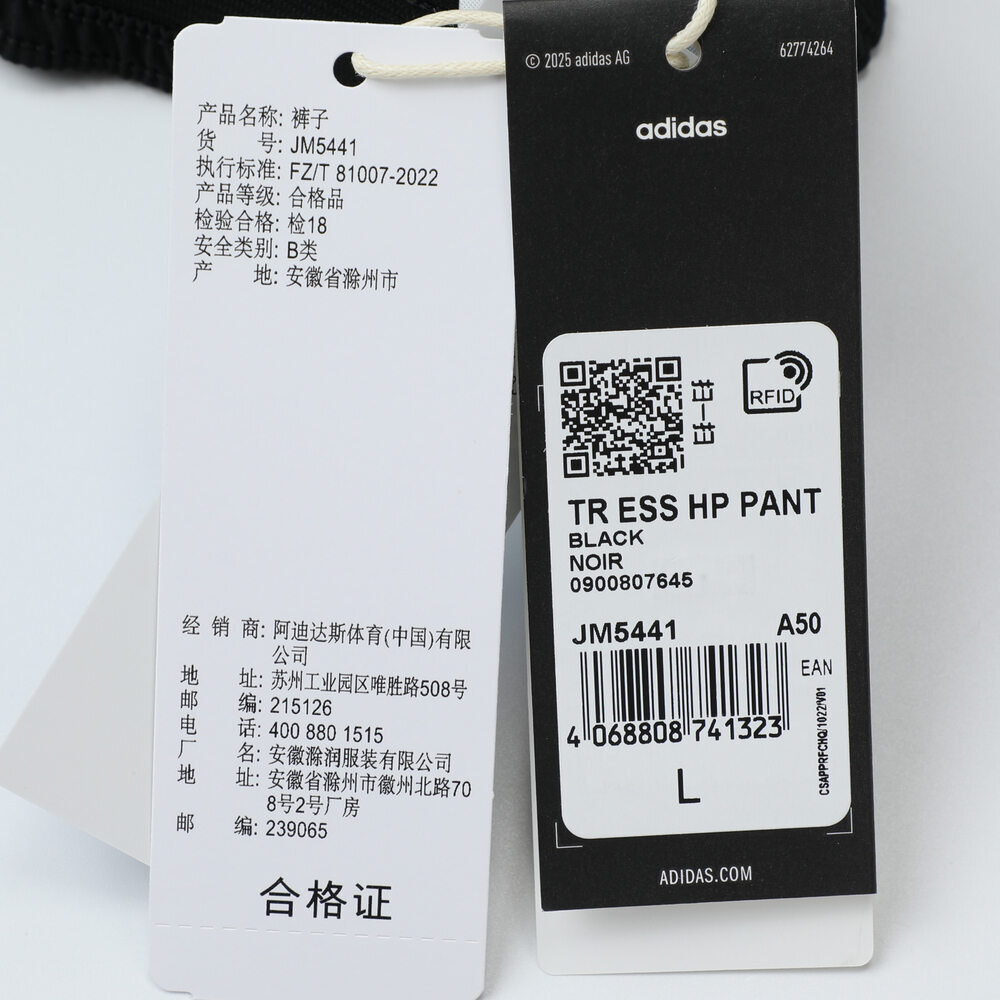 产品名称: 裤子
货 号: JM5441
执行标准: FZ/T 81007-2022
产品等级: 合格品
检验合格: 检18
安全类别: B类
产 地: 安徽省滁州市
经 销 商: 阿迪达斯体育(中国)有限
公司
地 址: 苏州工业园区唯胜路508号
邮 编: 215126
电 话: 400 880 1515
厂 名: 安徽滁润服装有限公司
地 址: 安徽省滁州市徽州北路70
8号2号厂房
邮 编: 239065
合格证
© 2025 adidas AG
62774264
adidas
扫一扫
RFID
TR ESS HP PANT
BLACK
NOIR
0900807645
JM5441 A50
EAN
4 068808 741323
CSAPPRFCHQ/1022/V01
L
ADIDAS.COM